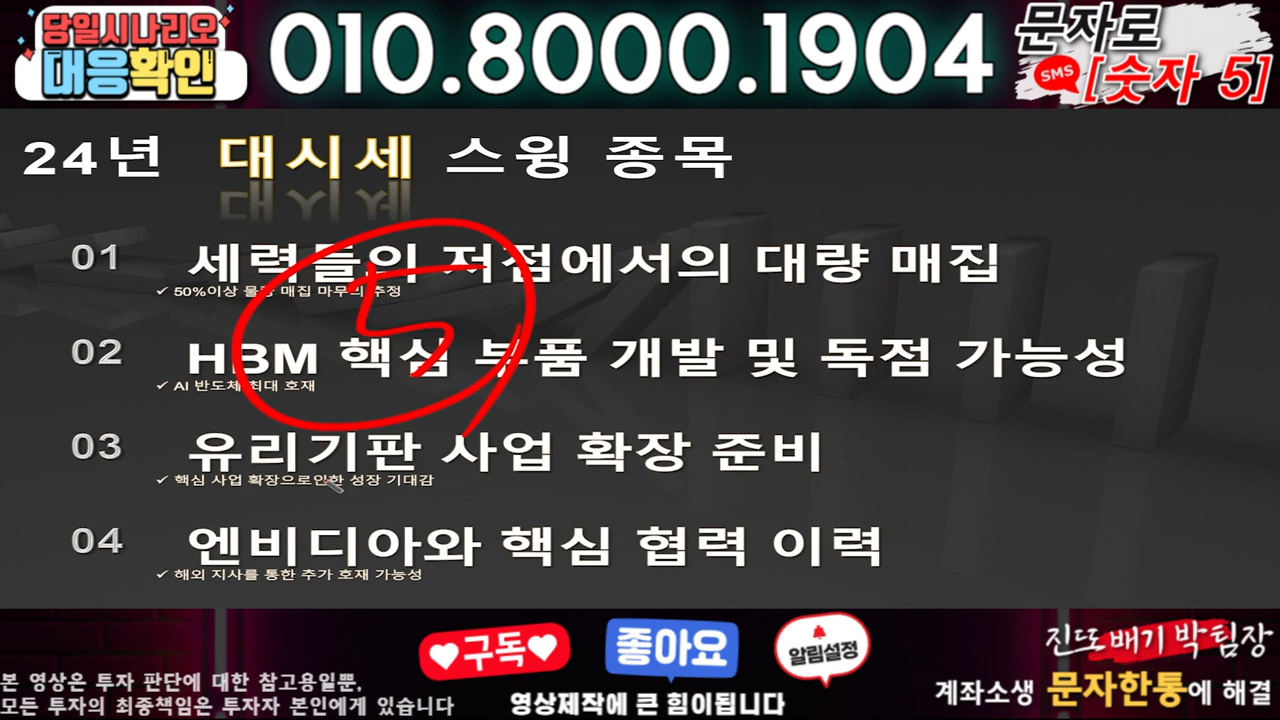 당일시나리오
대응확인
010.8000.1904
문자로
SMS [숫자 5]
24년 대시세 스윙 종목
01 세력들의 저점에서의 대량 매집
✓ 50%이상 물량 매집 마무리 추정
5
02 HBM 핵심 부품 개발 및 독점 가능성
✓ AI 반도체 최대 호재
03 유리기판 사업 확장 준비
✓ 핵심 사업 확장으로인한 성장 기대감
04 엔비디아와 핵심 협력 이력
✓ 해외 지사를 통한 추가 호재 가능성
구독
좋아요
알림설정
영상제작에 큰 힘이됩니다
본 영상은 투자 판단에 대한 참고용일뿐,
모든 투자의 최종책임은 투자자 본인에게 있습니다
진또배기 박팀장
계좌소생 문자한통에 해결